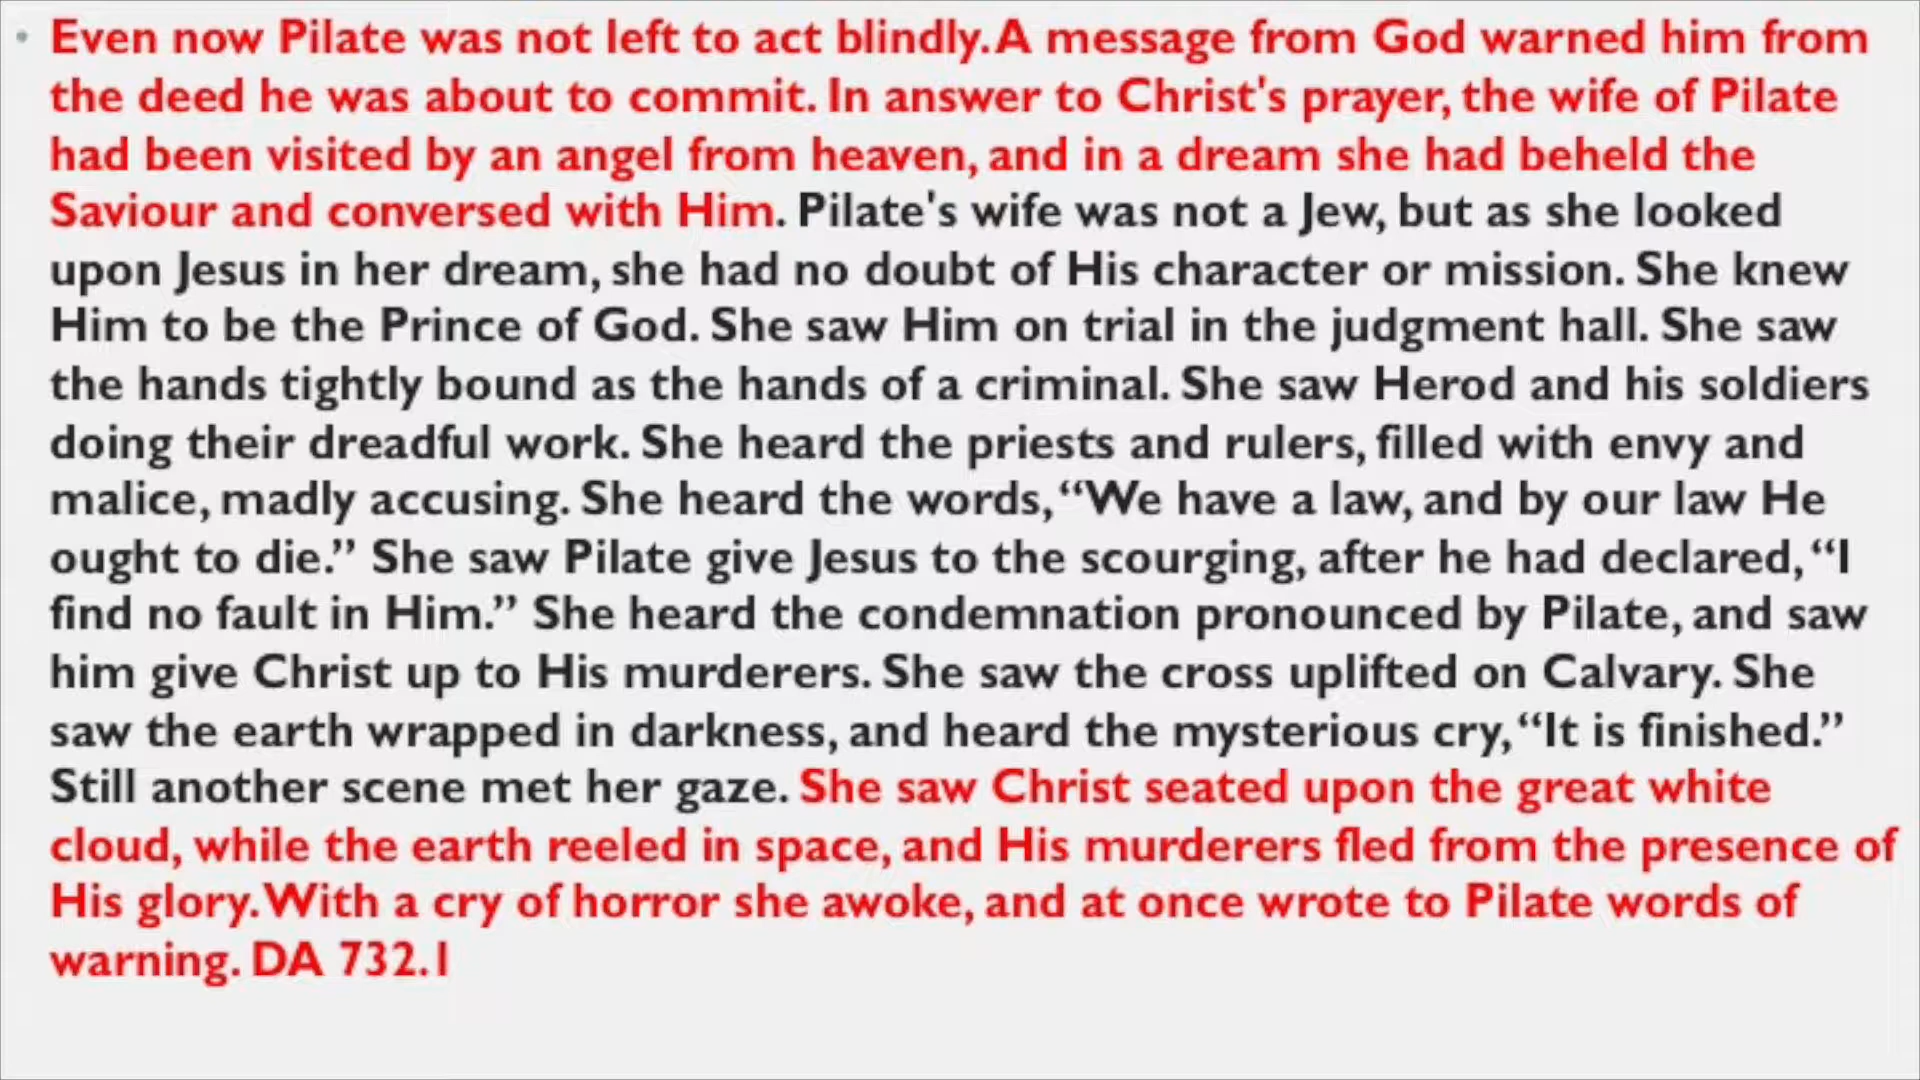 • Even now Pilate was not left to act blindly. A message from God warned him from
the deed he was about to commit. In answer to Christ's prayer, the wife of Pilate
had been visited by an angel from heaven, and in a dream she had beheld the
Saviour and conversed with Him. Pilate's wife was not a Jew, but as she looked
upon Jesus in her dream, she had no doubt of His character or mission. She knew
Him to be the Prince of God. She saw Him on trial in the judgment hall. She saw
the hands tightly bound as the hands of a criminal. She saw Herod and his soldiers
doing their dreadful work. She heard the priests and rulers, filled with envy and
malice, madly accusing. She heard the words, “We have a law, and by our law He
ought to die.” She saw Pilate give Jesus to the scourging, after he had declared, “I
find no fault in Him.” She heard the condemnation pronounced by Pilate, and saw
him give Christ up to His murderers. She saw the cross uplifted on Calvary. She
saw the earth wrapped in darkness, and heard the mysterious cry, “It is finished.”
Still another scene met her gaze. She saw Christ seated upon the great white
cloud, while the earth reeled in space, and His murderers fled from the presence of
His glory. With a cry of horror she awoke, and at once wrote to Pilate words of
warning. DA 732.1